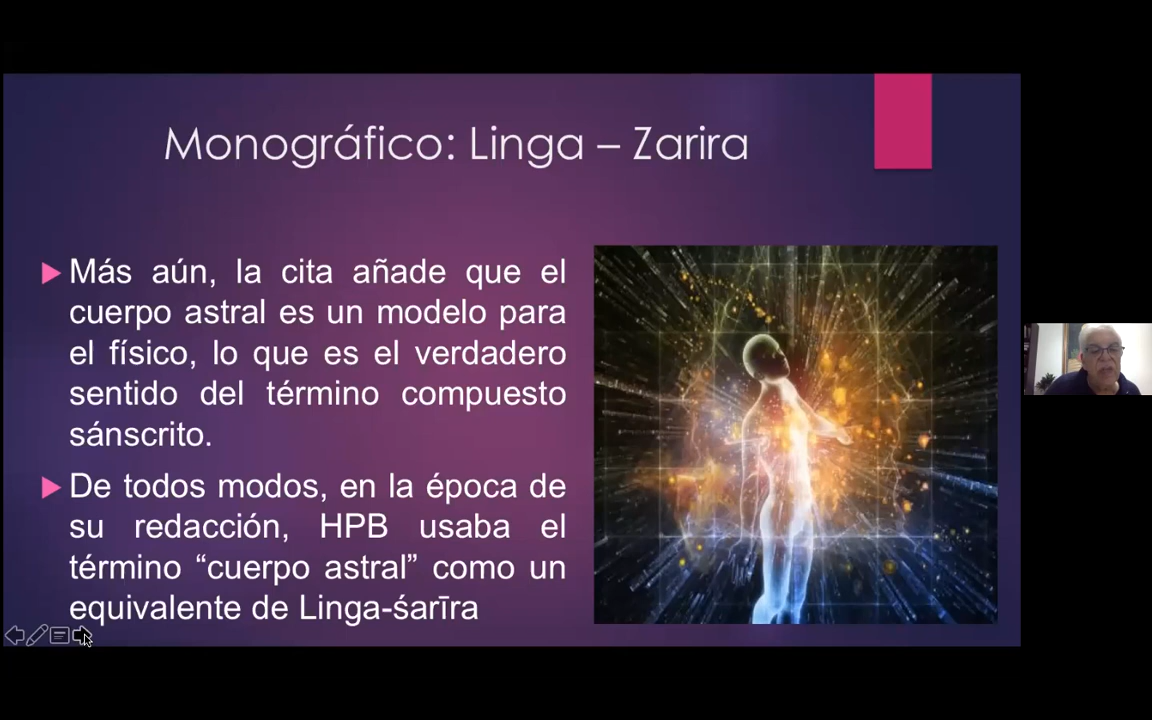 Monográfico: Linga – Zarira
Más aún, la cita añade que el
cuerpo astral es un modelo para
el físico, lo que es el verdadero
sentido del término compuesto
sánscrito.
De todos modos, en la época de
su redacción, HPB usaba el
término “cuerpo astral” como un
equivalente de Linga-śarīra